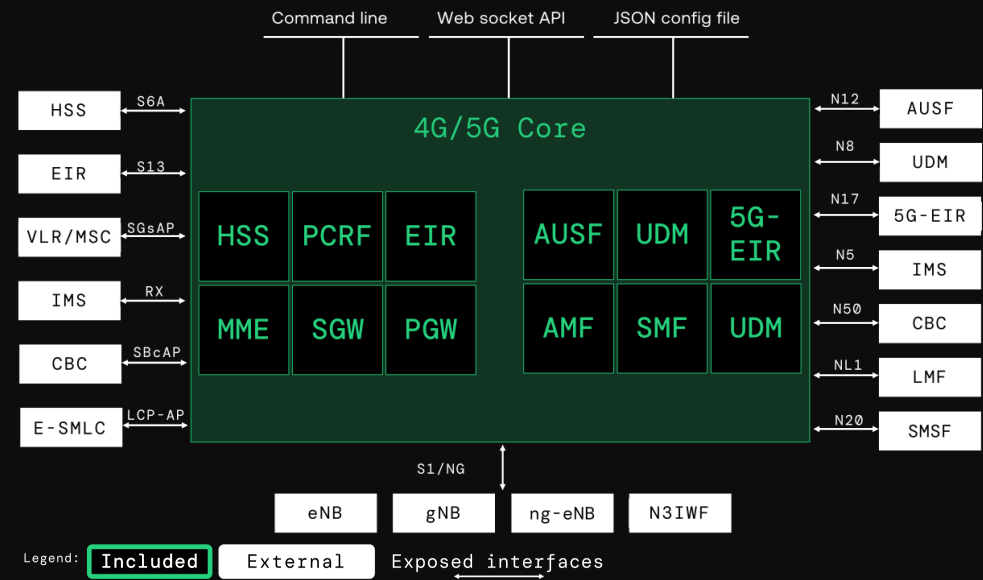 Command line
Web socket API
JSON config file
4G/5G Core
HSS
S6A
EIR
S13
VLR/MSC
SGsAP
IMS
RX
CBC
SBcAP
E-SMLC
LCP-AP
HSS
PCRF
EIR
MME
SGW
PGW
AUSF
UDM
5G-
EIR
AMF
SMF
UDM
N12
AUSF
N8
UDM
N17
5G-EIR
N5
IMS
N50
CBC
NL1
LMF
N20
SMSF
S1/NG
eNB
gNB
ng-eNB
N3IWF
Legend:
Included
External
Exposed interfaces